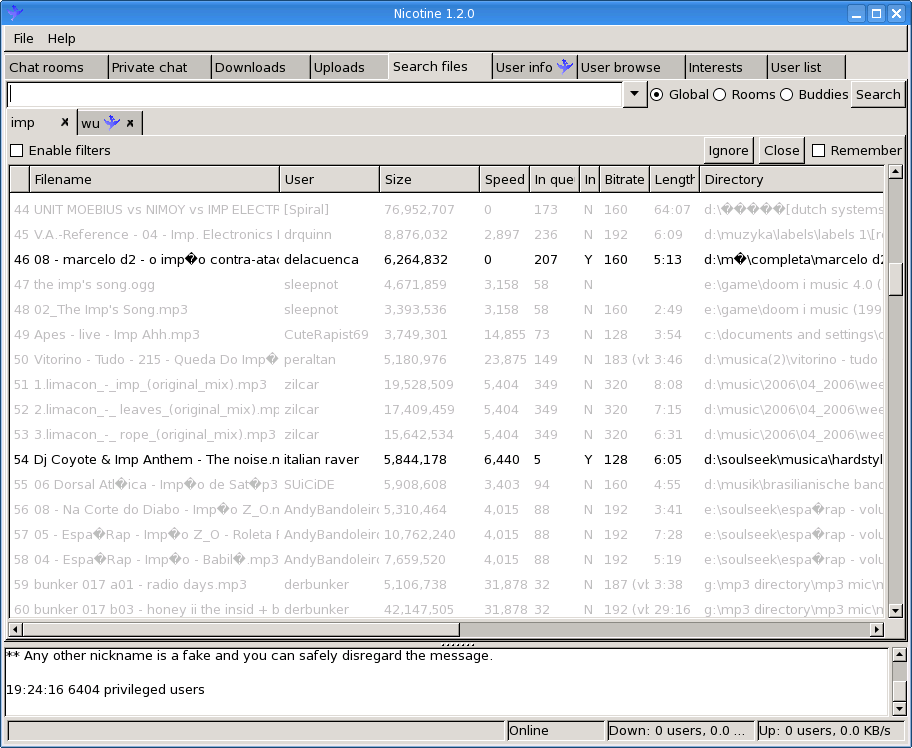 Nicotine 1.2.0
File Help
Chat rooms Private chat Downloads Uploads Search files User info User browse Interests User list
Global Rooms Buddies Search
imp wu
Enable filters Ignore Close Remember
Filename User Size Speed In que In Bitrate Length Directory
44 UNIT MOEBIUS vs NIMOY vs IMP ELECTR [Spiral] 76,952,707 0 173 N 160 64:07 d:\�����[dutch systems
45 V.A.-Reference - 04 - Imp. Electronics drquinn 8,876,032 2,897 236 N 192 6:09 d:\muzyka\labels\labels 1\[re
46 08 - marcelo d2 - o imp�o contra-atac delacuenca 6,264,832 0 207 Y 160 5:13 d:\m�\completa\marcelo d2
47 the imp's song.ogg sleepnot 4,671,859 3,158 58 N e:\game\doom i music 4.0 (
48 02_The Imp's Song.mp3 sleepnot 3,393,536 3,158 58 N 160 2:49 e:\game\doom i music (199
49 Apes - live - Imp Ahh.mp3 CuteRapist69 3,749,301 14,855 73 N 128 3:54 c:\documents and settings\c
50 Vitorino - Tudo - 215 - Queda Do Imp� peraltan 5,180,976 23,875 149 N 183 (vb 3:46 d:\musica(2)\vitorino - tudo
51 1.limacon_-_imp_(original_mix).mp3 zilcar 19,528,509 5,404 349 N 320 8:08 d:\music\2006\04_2006\wee
52 2.limacon_-_ leaves_(original_mix).mp zilcar 17,409,459 5,404 349 N 320 7:15 d:\music\2006\04_2006\wee
53 3.limacon_-_ rope_(original_mix).mp3 zilcar 15,642,534 5,404 349 N 320 6:31 d:\music\2006\04_2006\wee
54 Dj Coyote & Imp Anthem - The noise.n italian raver 5,844,178 6,440 5 Y 128 6:05 d:\soulseek\musica\hardstyl
55 06 Dorsal Atl�ica - Imp�o de Sat�p3 SUiCiDE 5,908,608 3,403 94 N 160 4:55 d:\musik\brasilianische band
56 08 - Na Corte do Diabo - Imp�o Z_O.n AndyBandoleiro 5,310,464 4,015 88 N 192 3:41 e:\soulseek\espa�rap - volu
57 05 - Espa�Rap - Imp�o Z_O - Roleta F AndyBandoleiro 10,762,240 4,015 88 N 192 7:28 e:\soulseek\espa�rap - volu
58 04 - Espa�Rap - Imp�o - Babil�.mp3 AndyBandoleiro 7,659,520 4,015 88 N 192 5:19 e:\soulseek\espa�rap - volu
59 bunker 017 a01 - radio days.mp3 derbunker 5,106,738 31,878 32 N 187 (vb 3:38 g:\mp3 directory\mp3 mic\n
60 bunker 017 b03 - honey ii the insid + b derbunker 42,147,505 31,878 32 N 192 (vb 29:16 g:\mp3 directory\mp3 mic\n
** Any other nickname is a fake and you can safely disregard the message.
19:24:16 6404 privileged users
Online Down: 0 users, 0.0 ... Up: 0 users, 0.0 KB/s